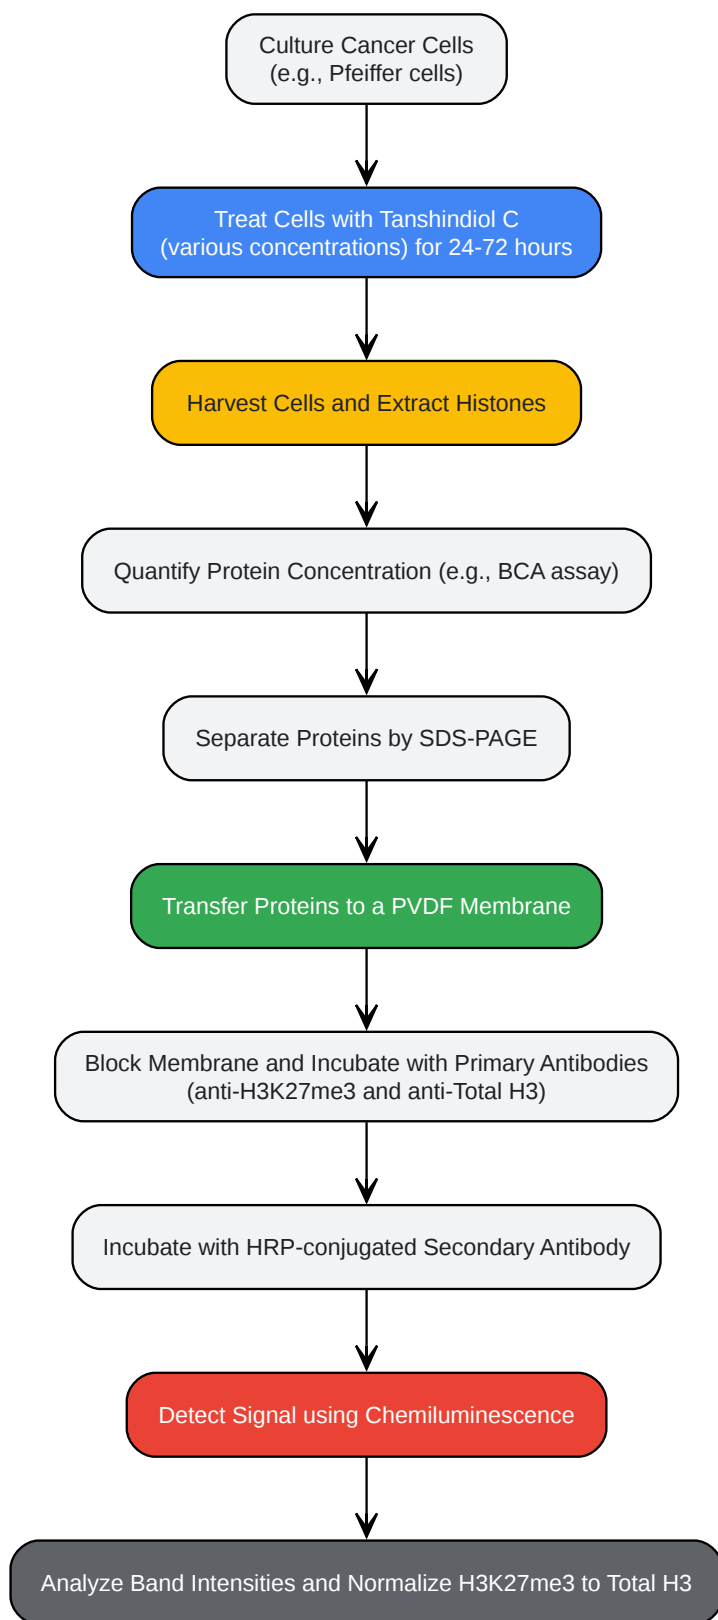 Culture Cancer Cells
(e.g., Pfeiffer cells)
Treat Cells with Tanshindiol C
(various concentrations) for 24-72 hours
Harvest Cells and Extract Histones
Quantify Protein Concentration (e.g., BCA assay)
Separate Proteins by SDS-PAGE
Transfer Proteins to a PVDF Membrane
Block Membrane and Incubate with Primary Antibodies
(anti-H3K27me3 and anti-Total H3)
Incubate with HRP-conjugated Secondary Antibody
Detect Signal using Chemiluminescence
Analyze Band Intensities and Normalize H3K27me3 to Total H3